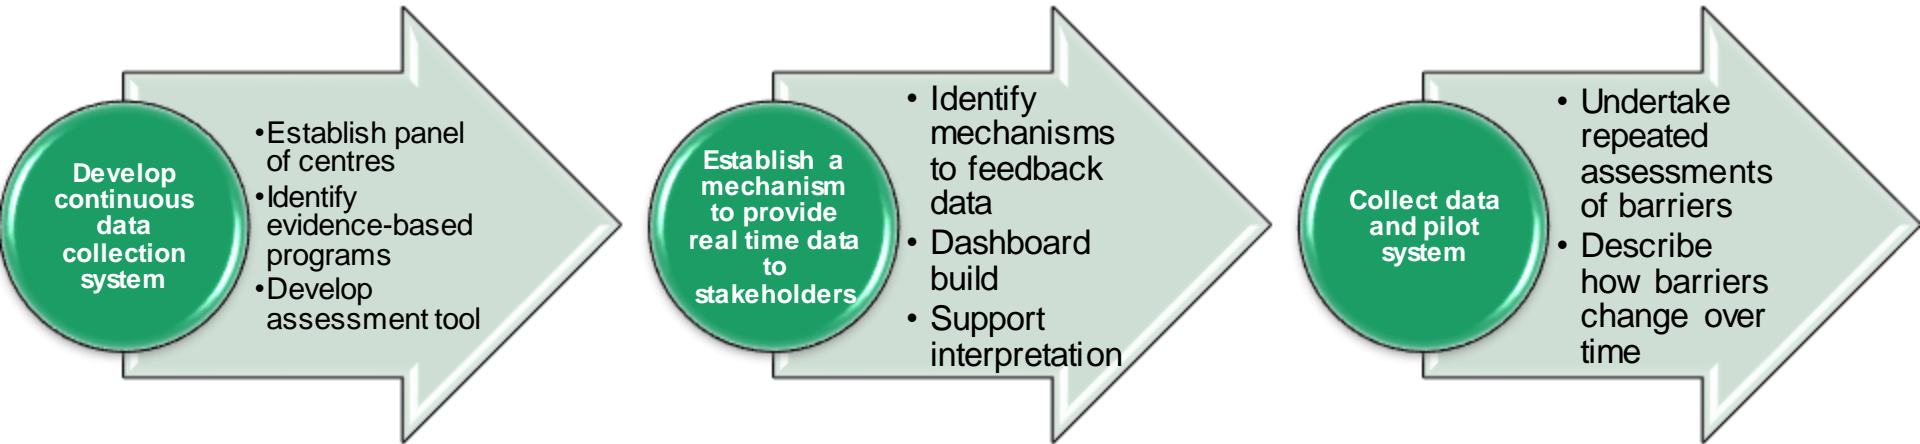 Develop
continuous
data
collection
system
•Establish panel
of centres
•Identify
evidence-based
programs
•Develop
assessment tool
Establish a
mechanism
to provide
real time data
to
stakeholders
• Identify
mechanisms
to feedback
data
• Dashboard
build
• Support
interpretation
Collect data
and pilot
system
• Undertake
repeated
assessments
of barriers
• Describe
how barriers
change over
time